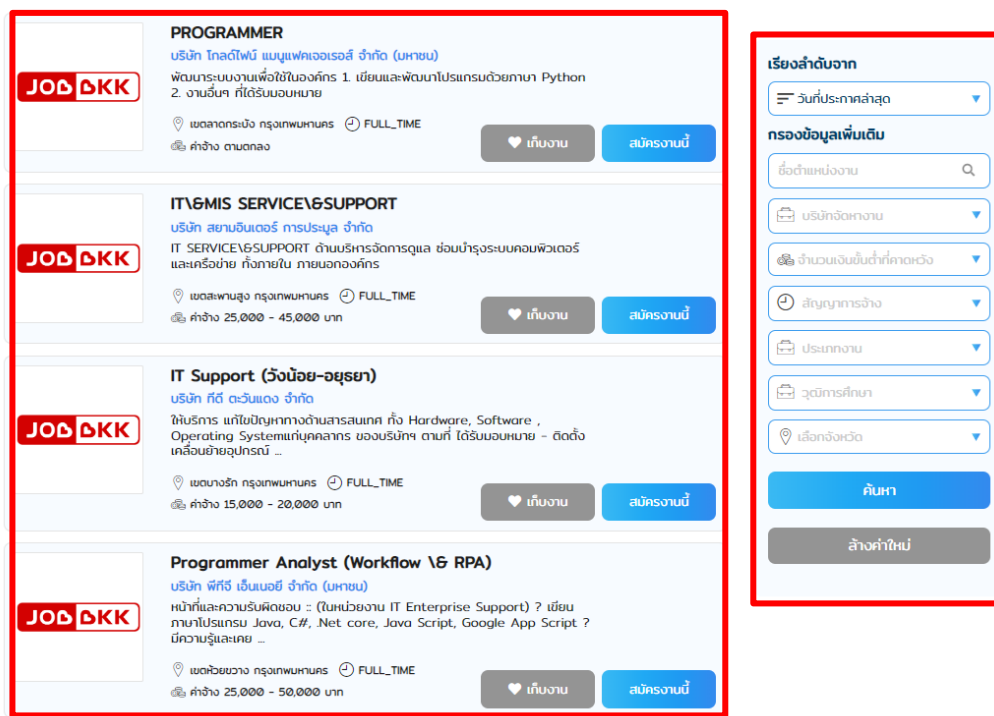 PROGRAMMER
บริษัท โกลด์ไฟน์ แมนูแฟคเจอเรอส์ จำกัด (มหาชน)
JOB BKK
พัฒนาระบบงานเพื่อใช้ในองค์กร 1. เขียนและพัฒนาโปรแกรมด้วยภาษา Python
2. งานอื่นๆ ที่ได้รับมอบหมาย
เขตลาดกระบัง กรุงเทพมหานคร FULL_TIME
ค่าจ้าง ตามตกลง
เก็บงาน
สมัครงานนี้
IT\&MIS SERVICE\&SUPPORT
บริษัท สยามอินเตอร์ การประมูล จำกัด
JOB BKK
IT SERVICE\&SUPPORT ด้านบริหารจัดการดูแล ซ่อมบำรุงระบบคอมพิวเตอร์
และเครือข่าย ทั้งภายใน ภายนอกองค์กร
เขตสะพานสูง กรุงเทพมหานคร FULL_TIME
ค่าจ้าง 25,000 - 45,000 บาท
เก็บงาน
สมัครงานนี้
IT Support (วังน้อย-อยุธยา)
บริษัท ทีดี ตะวันแดง จำกัด
JOB BKK
ให้บริการ แก้ไขปัญหาทางด้านสารสนเทศ ทั้ง Hardware, Software ,
Operating Systemแก่บุคคลากร ของบริษัทฯ ตามที่ ได้รับมอบหมาย - ติดตั้ง
เคลื่อนย้ายอุปกรณ์ ...
เขตบางรัก กรุงเทพมหานคร FULL_TIME
ค่าจ้าง 15,000 - 20,000 บาท
เก็บงาน
สมัครงานนี้
Programmer Analyst (Workflow \& RPA)
บริษัท พีทีจี เอ็นเนอยี จำกัด (มหาชน)
JOB BKK
หน้าที่และความรับผิดชอบ :: (ในหน่วยงาน IT Enterprise Support) ? เขียน
ภาษาโปรแกรม Java, C#, .Net core, Java Script, Google App Script ?
มีความรู้และเคย ...
เขตห้วยขวาง กรุงเทพมหานคร FULL_TIME
ค่าจ้าง 25,000 - 50,000 บาท
เก็บงาน
สมัครงานนี้
เรียงลำดับจาก
วันที่ประกาศล่าสุด
กรองข้อมูลเพิ่มเติม
ชื่อตำแหน่งงาน
บริษัทจัดหางาน
จำนวนเงินขั้นต่ำที่คาดหวัง
สัญญาการจ้าง
ประเภทงาน
วุฒิการศึกษา
เลือกจังหวัด
ค้นหา
ล้างค่าใหม่